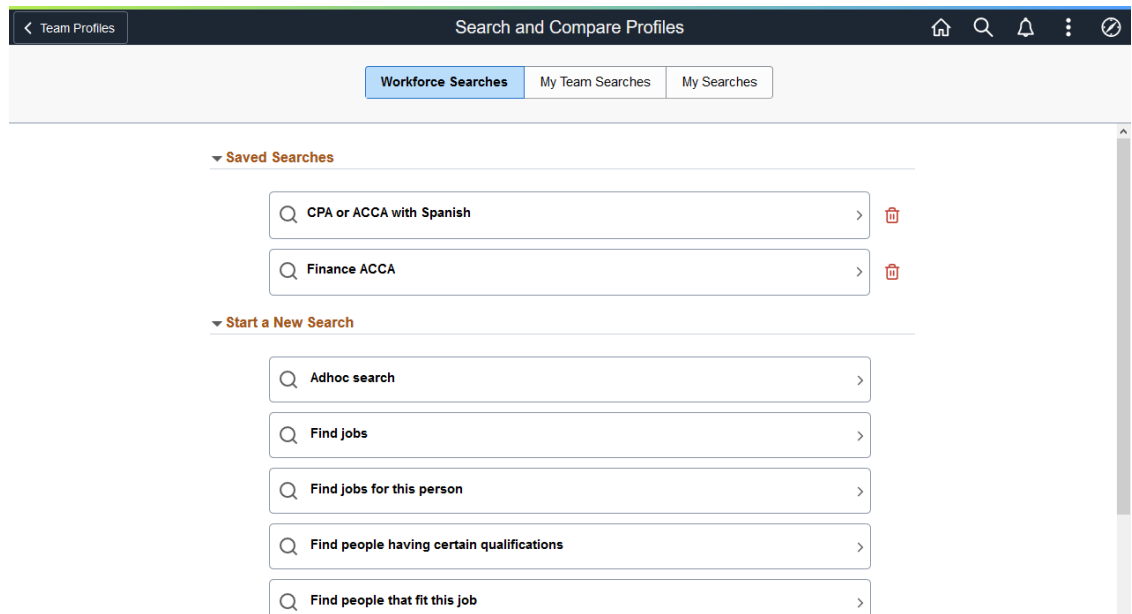 Team Profiles
Search and Compare Profiles
Workforce Searches
My Team Searches
My Searches
Saved Searches
CPA or ACCA with Spanish
Finance ACCA
Start a New Search
Adhoc search
Find jobs
Find jobs for this person
Find people having certain qualifications
Find people that fit this job